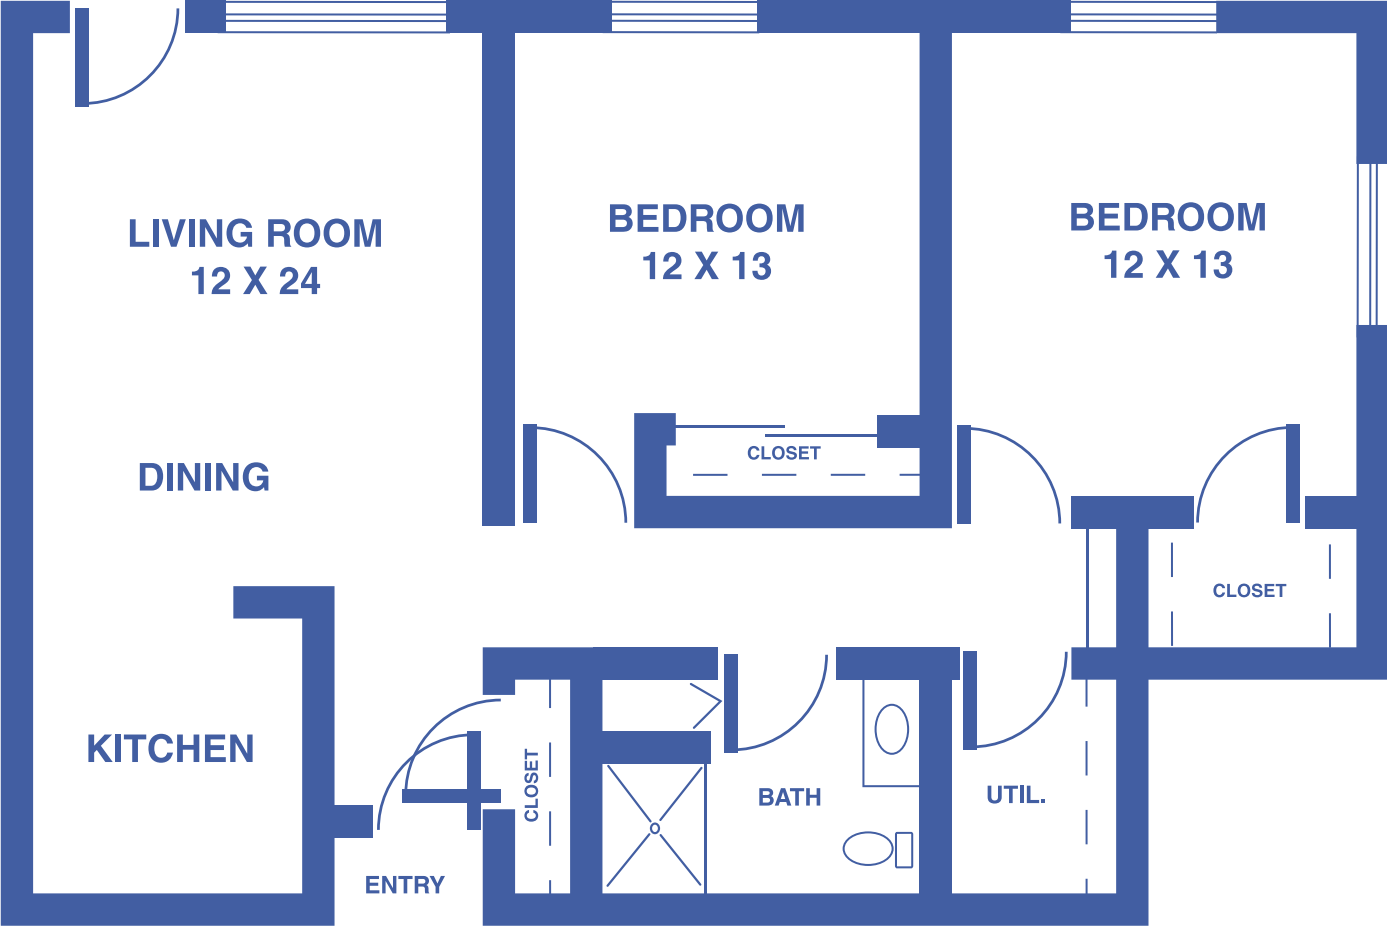 LIVING ROOM
12 X 24
BEDROOM
12 X 13
BEDROOM
12 X 13
DINING
CLOSET
CLOSET
KITCHEN
CLOSET
BATH
UTIL.
ENTRY